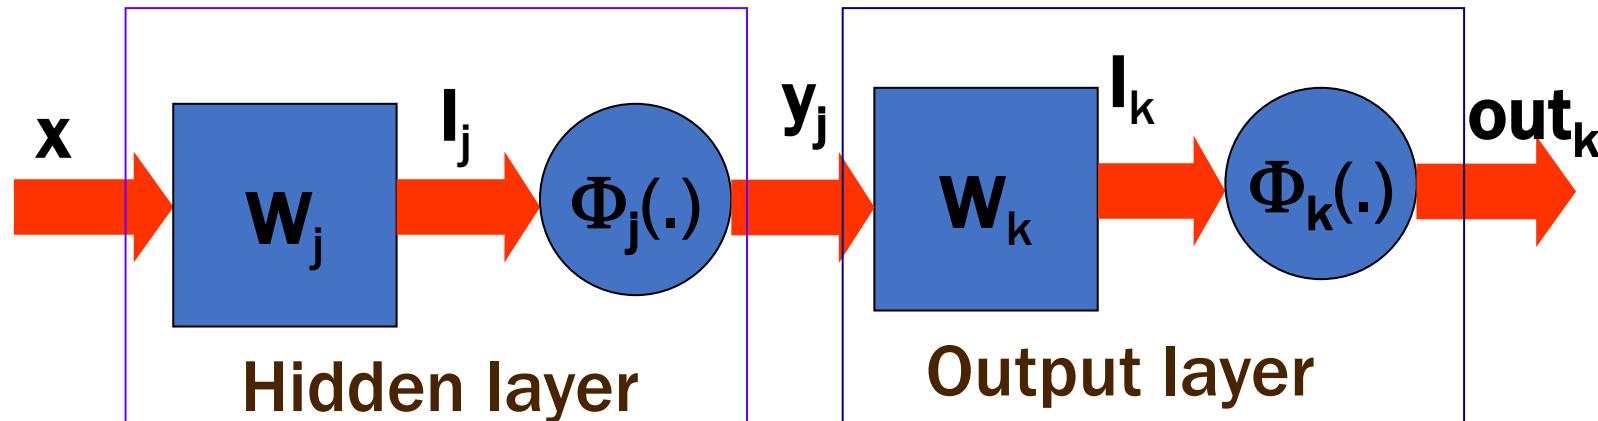 x
W_j
I_j
Φ_j(.)
y_j
W_k
I_k
Φ_k(.)
out_k
Hidden layer
Output layer